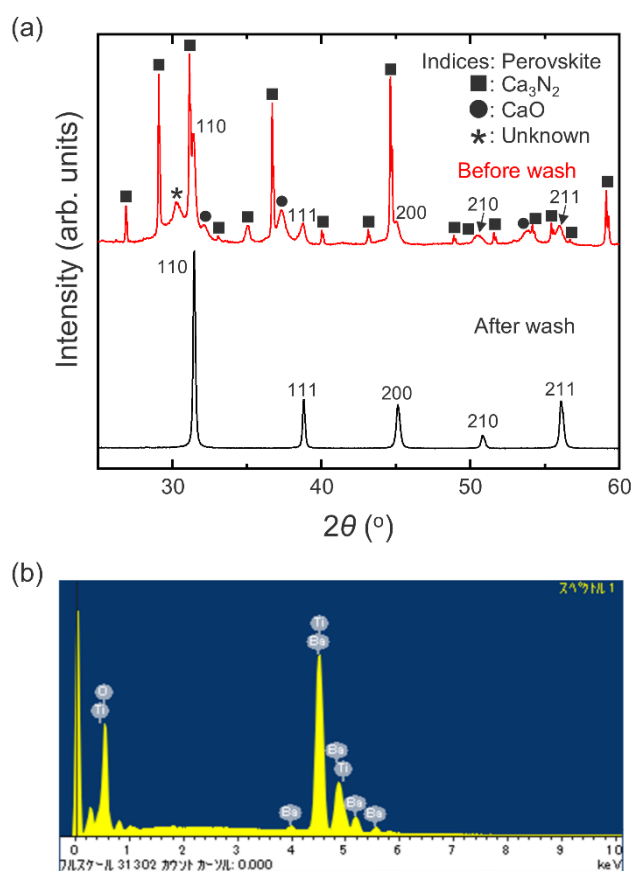 (a)
Indices: Perovskite
■: Ca₃N₂
●: CaO
*: Unknown
Before wash
110
*
111
200
210
211
After wash
110
111
200
210
211
Intensity (arb. units)
30 40 50 60
2θ (°)
(b)
スペクトル1
Ti
Ba
O
Ti
Ba
Ti
Ba
Ba
Ba
0 1 2 3 4 5 6 7 8 9 10
フルスケール 31302 カウント カーソル: 0.000 keV